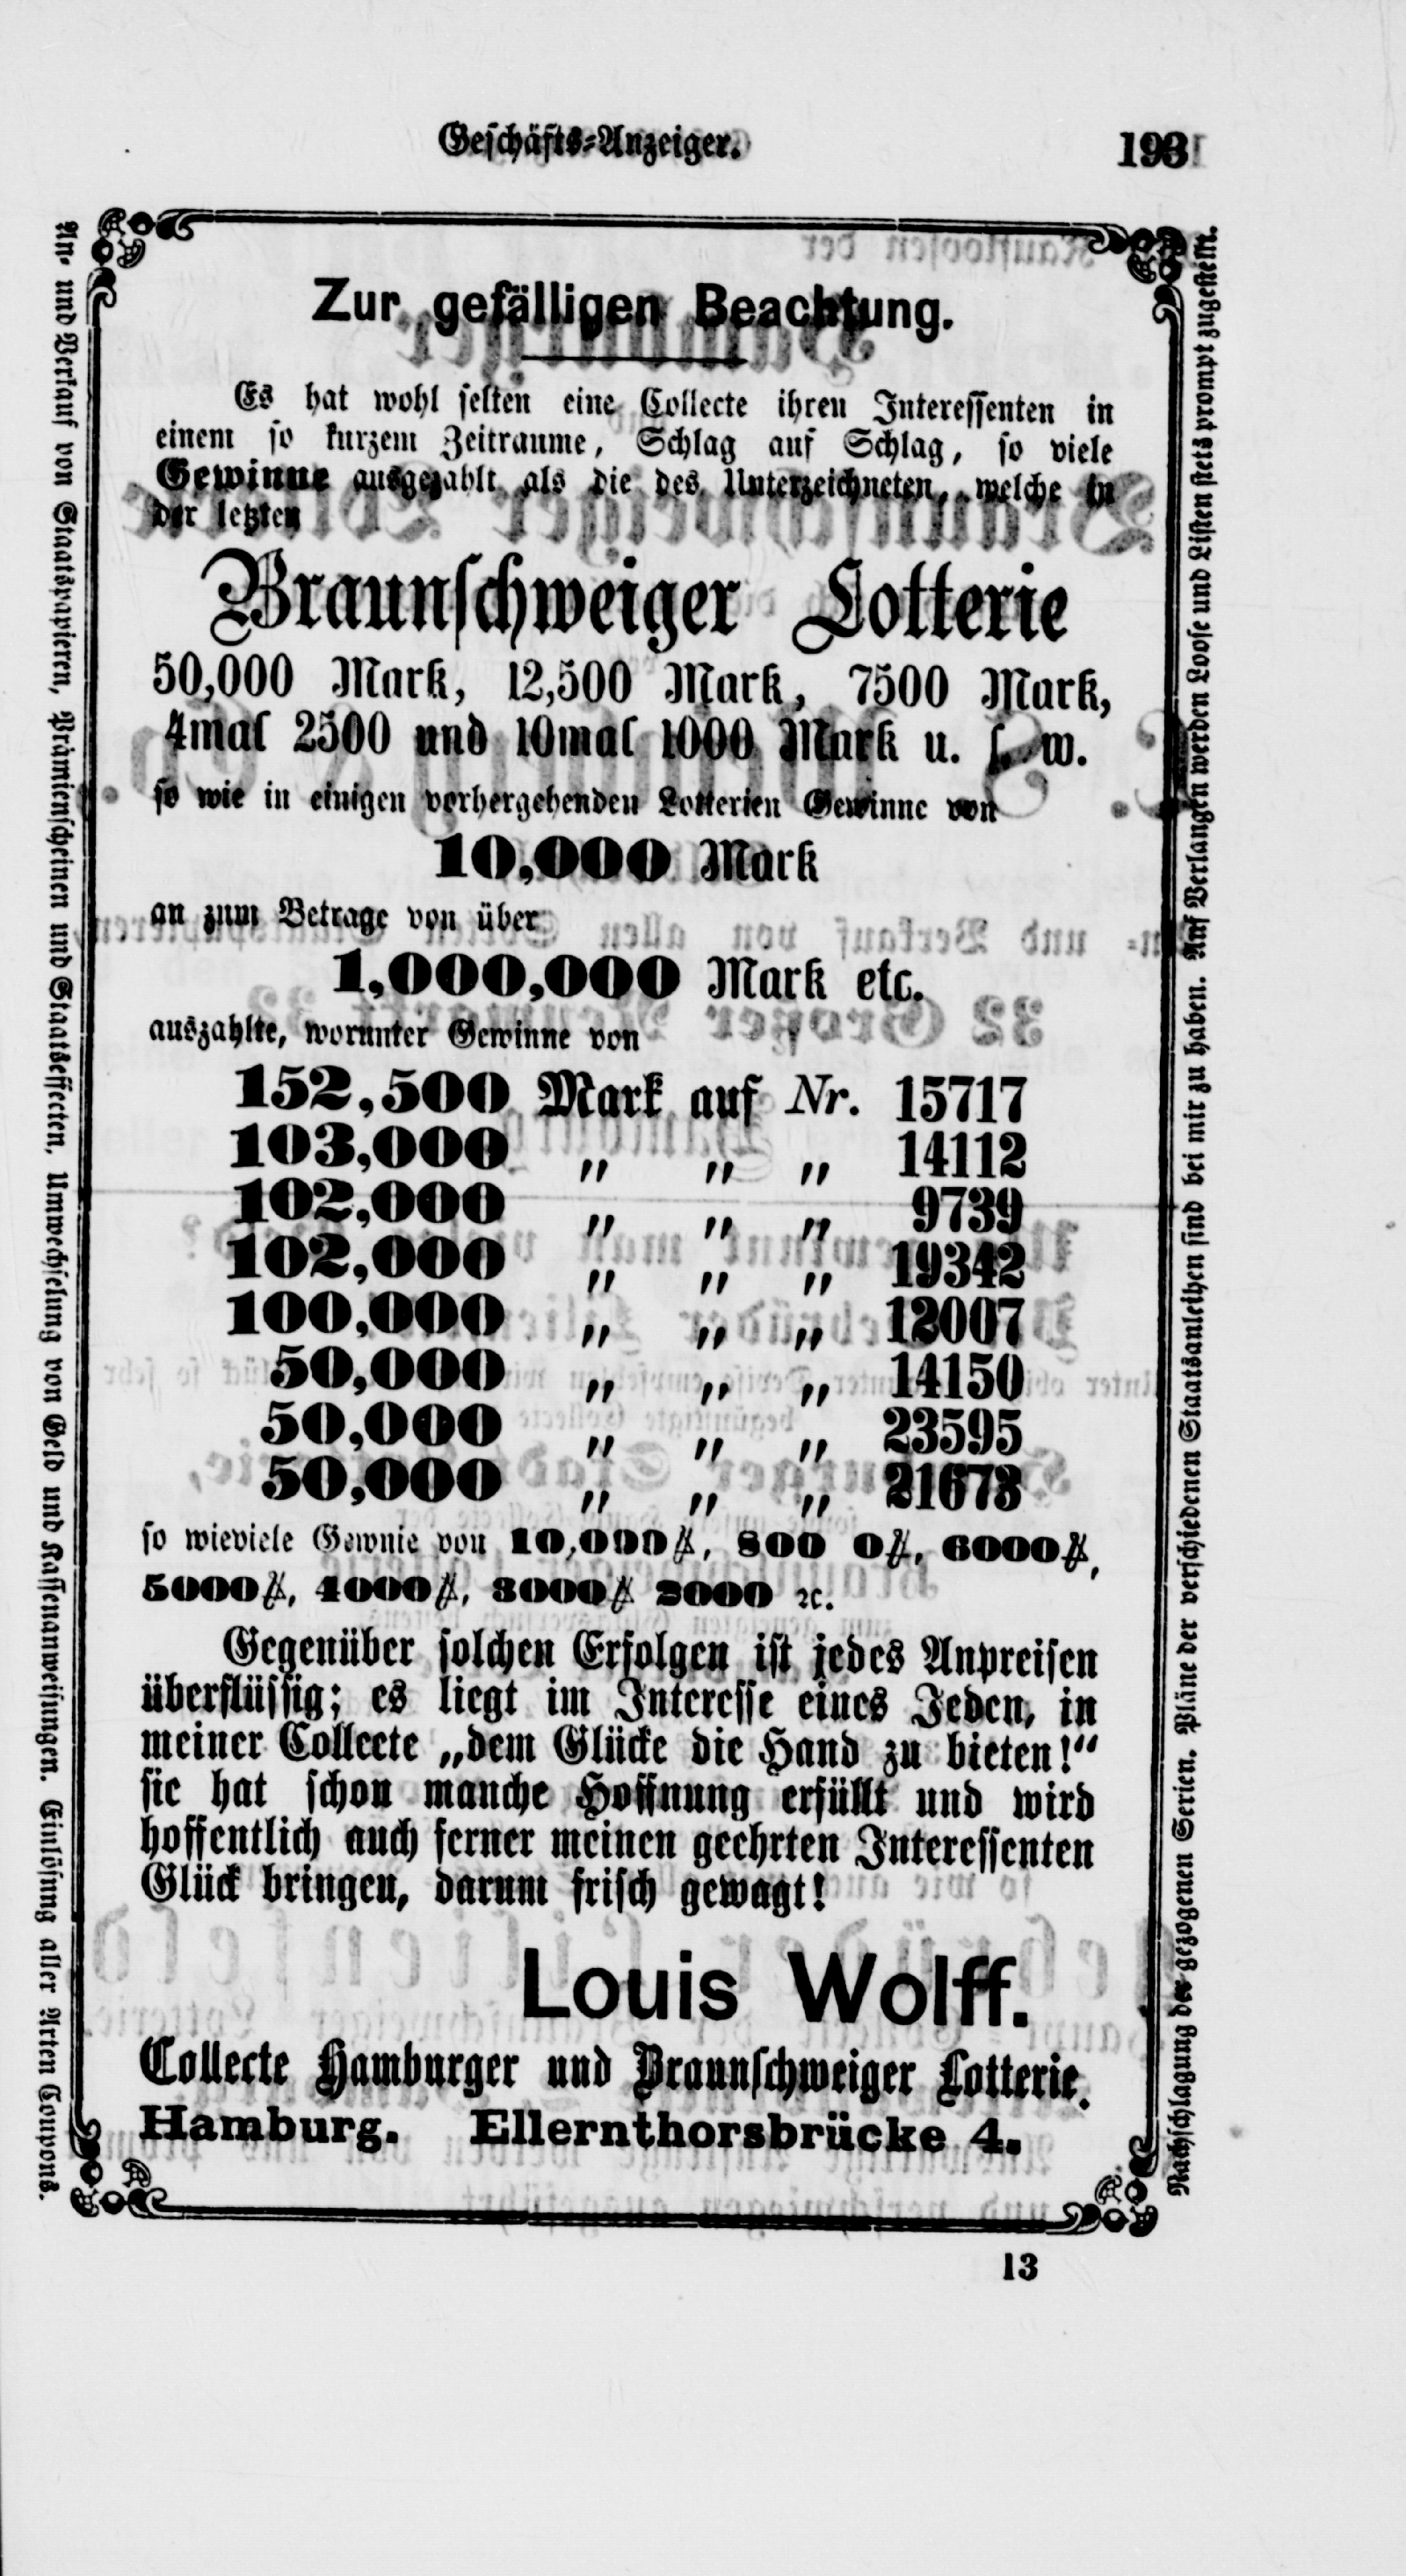 Geschäfts-Anzeiger. 193
An- und Verkauf von Staatspapieren, Prämienscheinen und Staatseffecten, Umwechselung von Geld und Kassenanweisungen. Einlösung aller Arten Coupons.
Zur gefälligen Beachtung.
Es hat wohl selten eine Collecte ihren Interessenten in
einem so kurzem Zeitraume, Schlag auf Schlag, so viele
Gewinne ausgezahlt als die des Unterzeichneten, welche in
der letzten
Braunschweiger Lotterie
50,000 Mark, 12,500 Mark, 7500 Mark,
4mal 2500 und 10mal 1000 Mark u. s. w.
so wie in einigen vorhergehenden Lotterien Gewinne von
10,000 Mark
an zum Betrage von über
1,000,000 Mark etc.
auszahlte, worunter Gewinne von
152,500 Mark auf Nr. 15717
103,000 „ „ „ 14112
102,000 „ „ „ 9739
102,000 „ „ „ 19342
100,000 „ „ „ 12007
50,000 „ „ „ 14150
50,000 „ „ „ 23595
50,000 „ „ „ 21673
so wieviele Gewnie von 10,000 ₰, 800 0₰, 6000 ₰,
5000 ₰, 4000 ₰, 3000 ₰ 2000 ꝛc.
Gegenüber solchen Erfolgen ist jedes Anpreisen
überflüssig; es liegt im Interesse eines Jeden, in
meiner Collecte „dem Glücke die Hand zu bieten!“
sie hat schon manche Hoffnung erfüllt und wird
hoffentlich auch ferner meinen geehrten Interessenten
Glück bringen, darum frisch gewagt!
Louis Wolff.
Collecte Hamburger und Braunschweiger Lotterie.
Hamburg. Ellernthorsbrücke 4.
Nachschlagung der gezogenen Serien. Pläne der verschiedenen Staatsanleihen sind bei mir zu haben. Auf Verlangen werden Loose und Listen stets prompt zugestellt.
13